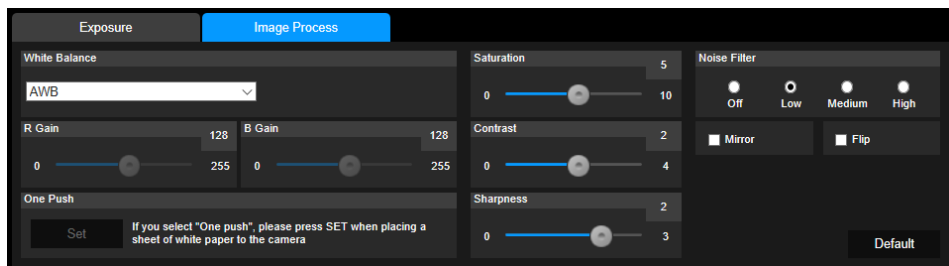 Exposure
Image Process
White Balance
AWB
R Gain
128
0
255
B Gain
128
0
255
One Push
Set
If you select "One push", please press SET when placing a
sheet of white paper to the camera
Saturation
5
0
10
Contrast
2
0
4
Sharpness
2
0
3
Noise Filter
Off
Low
Medium
High
Mirror
Flip
Default